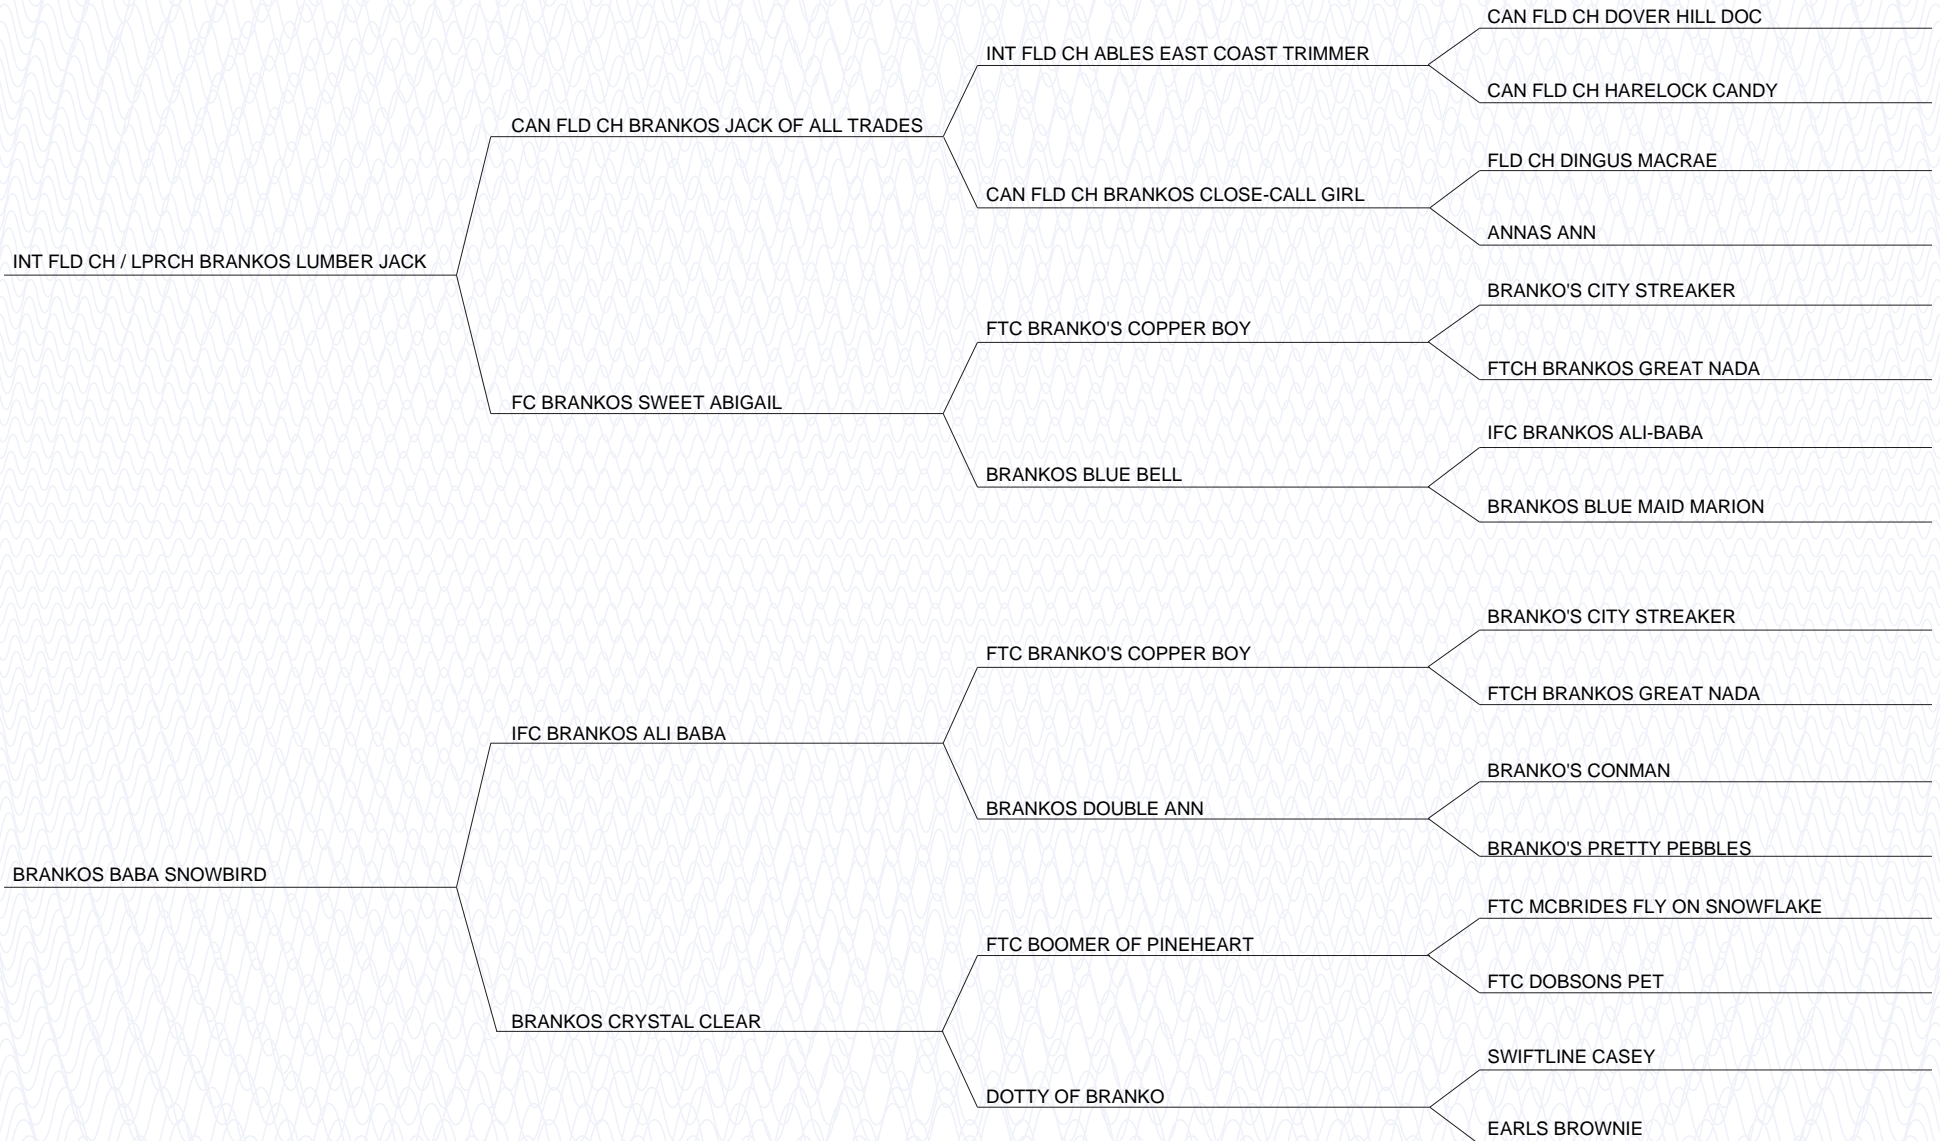 CAN FLD CH DOVER HILL DOC
INT FLD CH ABLES EAST COAST TRIMMER
CAN FLD CH HARELOCK CANDY
CAN FLD CH BRANKOS JACK OF ALL TRADES
FLD CH DINGUS MACRAE
CAN FLD CH BRANKOS CLOSE-CALL GIRL
ANNAS ANN
INT FLD CH / LPRCH BRANKOS LUMBER JACK
BRANKO'S CITY STREAKER
FTC BRANKO'S COPPER BOY
FTCH BRANKOS GREAT NADA
FC BRANKOS SWEET ABIGAIL
IFC BRANKOS ALI-BABA
BRANKOS BLUE BELL
BRANKOS BLUE MAID MARION
BRANKO'S CITY STREAKER
FTC BRANKO'S COPPER BOY
FTCH BRANKOS GREAT NADA
IFC BRANKOS ALI BABA
BRANKO'S CONMAN
BRANKOS DOUBLE ANN
BRANKO'S PRETTY PEBBLES
BRANKOS BABA SNOWBIRD
FTC MCBRIDES FLY ON SNOWFLAKE
FTC BOOMER OF PINEHEART
FTC DOBSONS PET
BRANKOS CRYSTAL CLEAR
SWIFTLINE CASEY
DOTTY OF BRANKO
EARLS BROWNIE